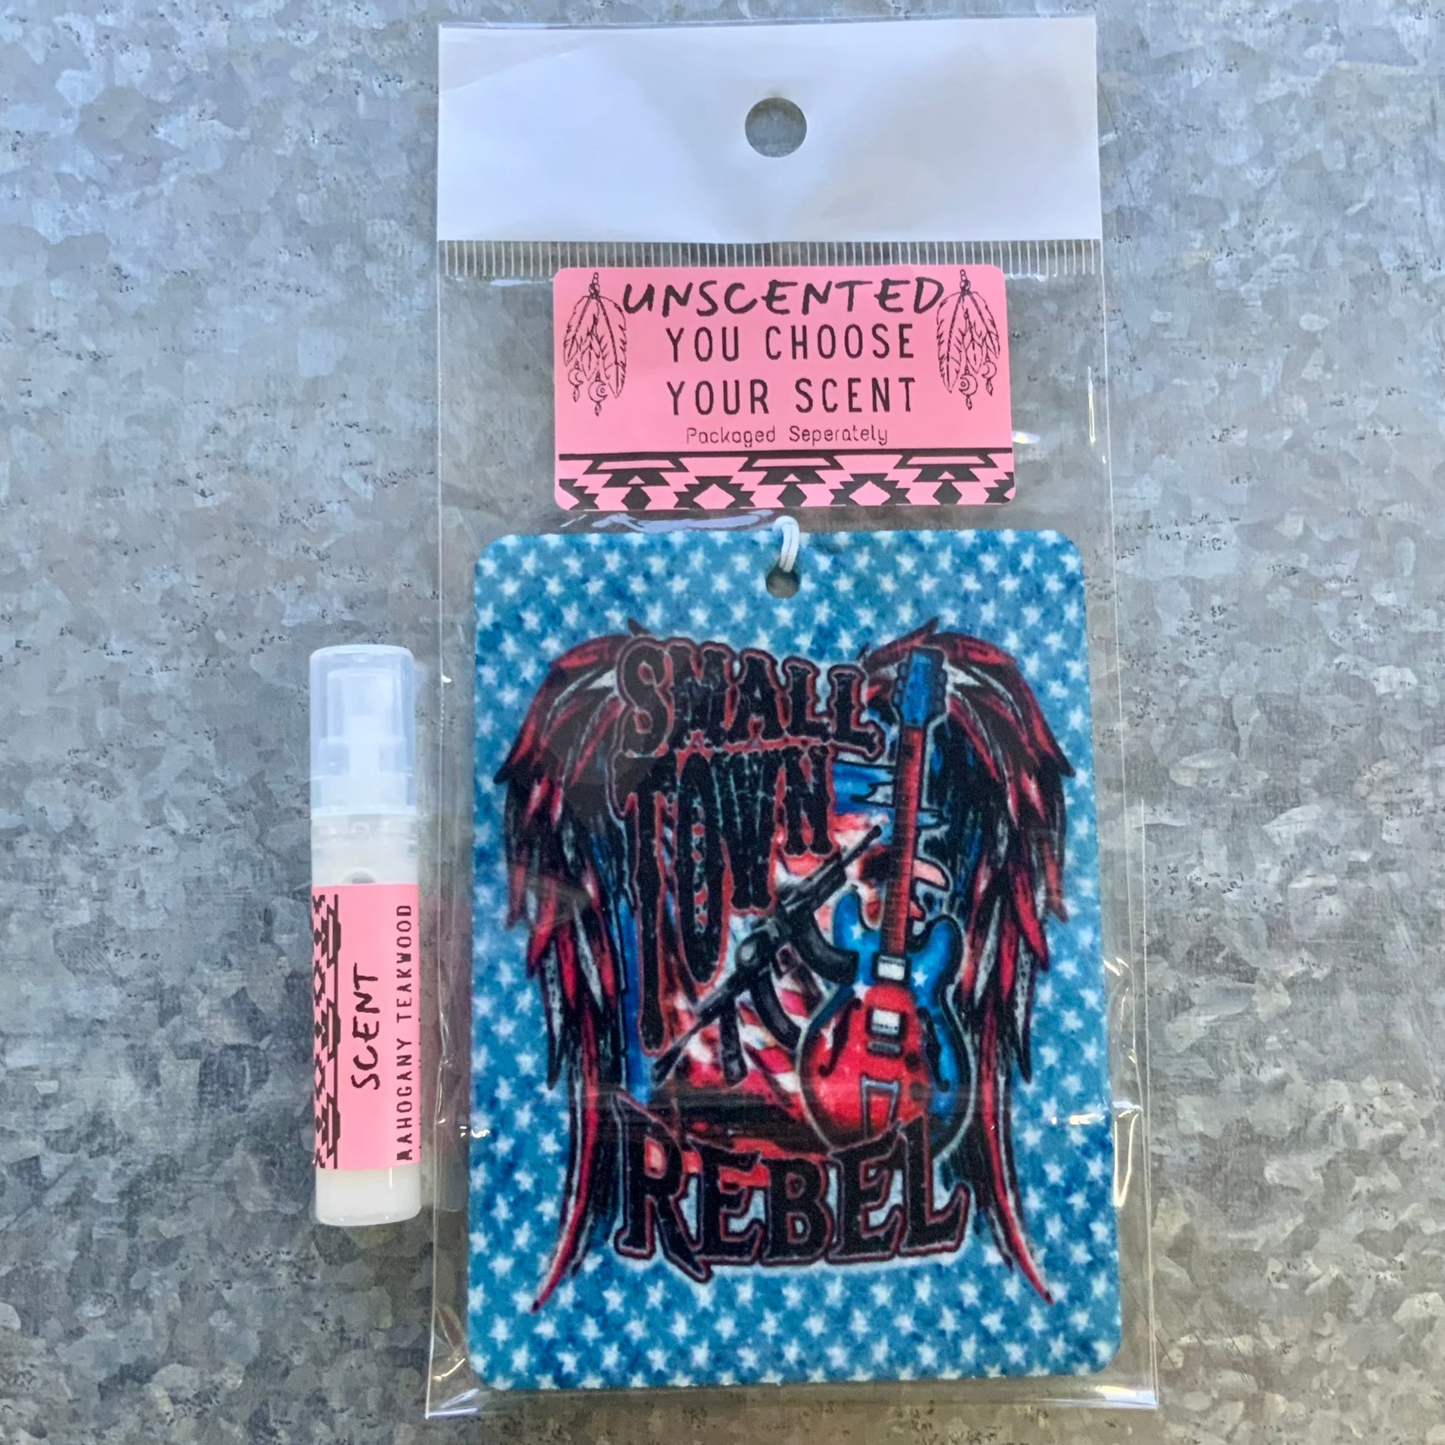 UNSCENTED
YOU CHOOSE
YOUR SCENT
Packaged Seperately
SMALL
TOWN
REBEL
SCENT
MAHOGANY TEAKWOOD